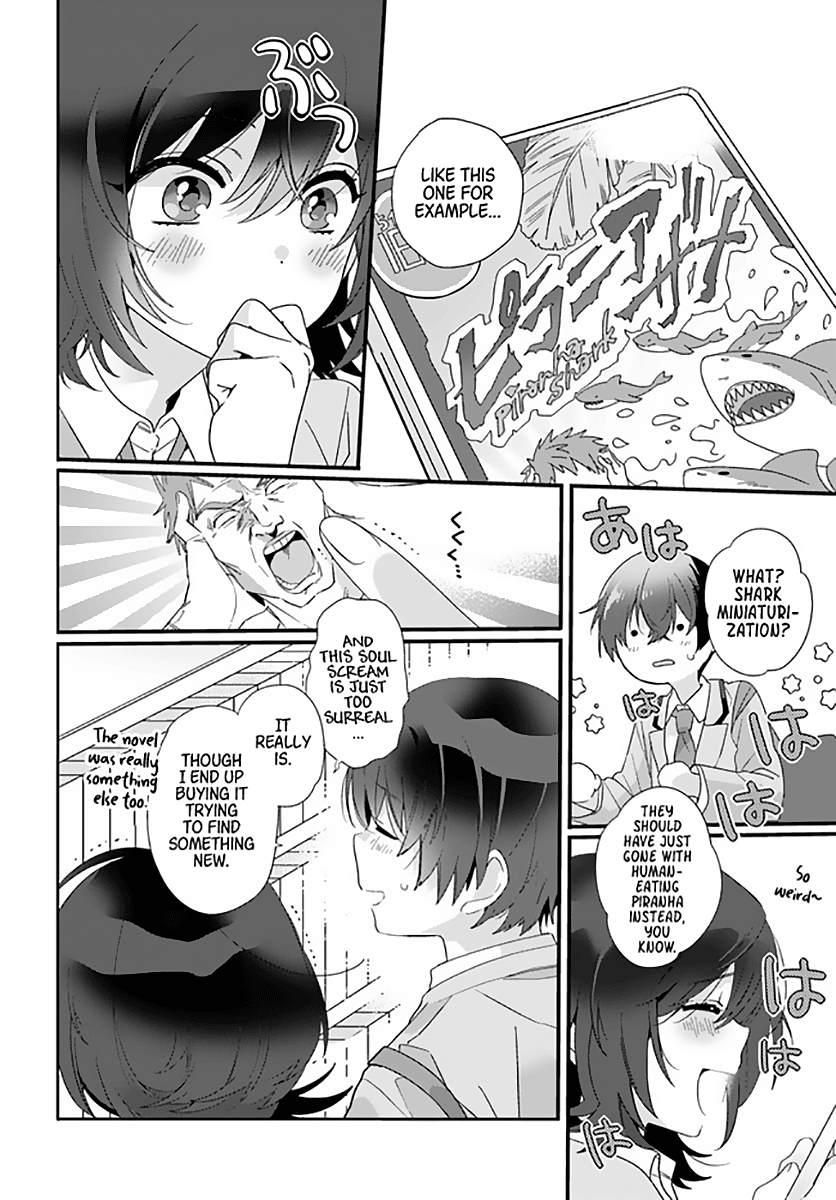 LIKE THIS
ONE FOR
EXAMPLE...
ピラニアザメ
Piranha
shark
ぶっ
WHAT?
SHARK
MINIATURI-
ZATION?
あはははは
くくく…
AND
THIS SOUL
SCREAM
IS JUST
TOO
SURREAL
...
THEY
SHOULD
HAVE JUST
GONE WITH
HUMAN-
EATING
PIRANHA
INSTEAD,
YOU
KNOW.
So
weird~
ははは
IT
REALLY
IS.
THOUGH
I END UP
BUYING IT
TRYING
TO FIND
SOMETHING
NEW.
The novel
was really
something
else too.